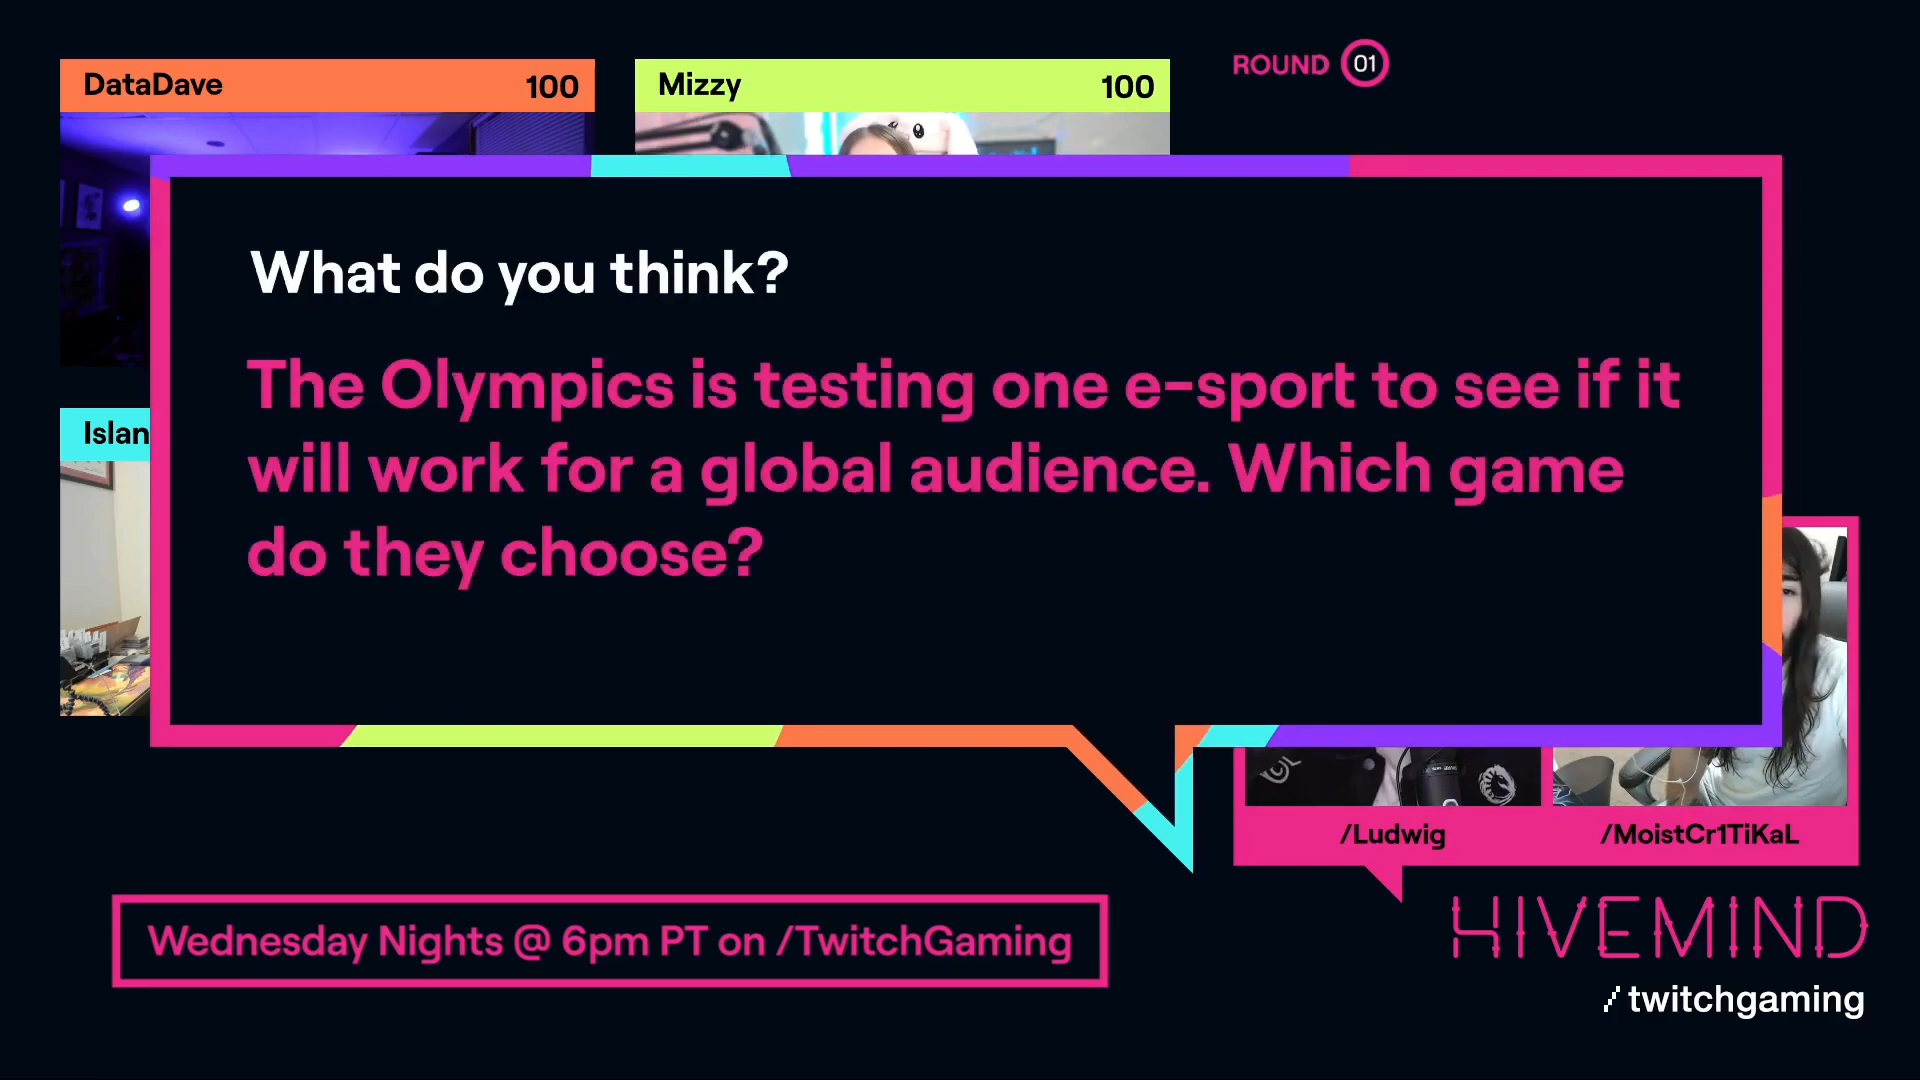 DataDave 100
Mizzy 100
ROUND 01
What do you think?
The Olympics is testing one e-sport to see if it
will work for a global audience. Which game
do they choose?
Islan
/Ludwig
/MoistCr1TiKaL
Wednesday Nights @ 6pm PT on /TwitchGaming
HIVEMIND
/twitchgaming